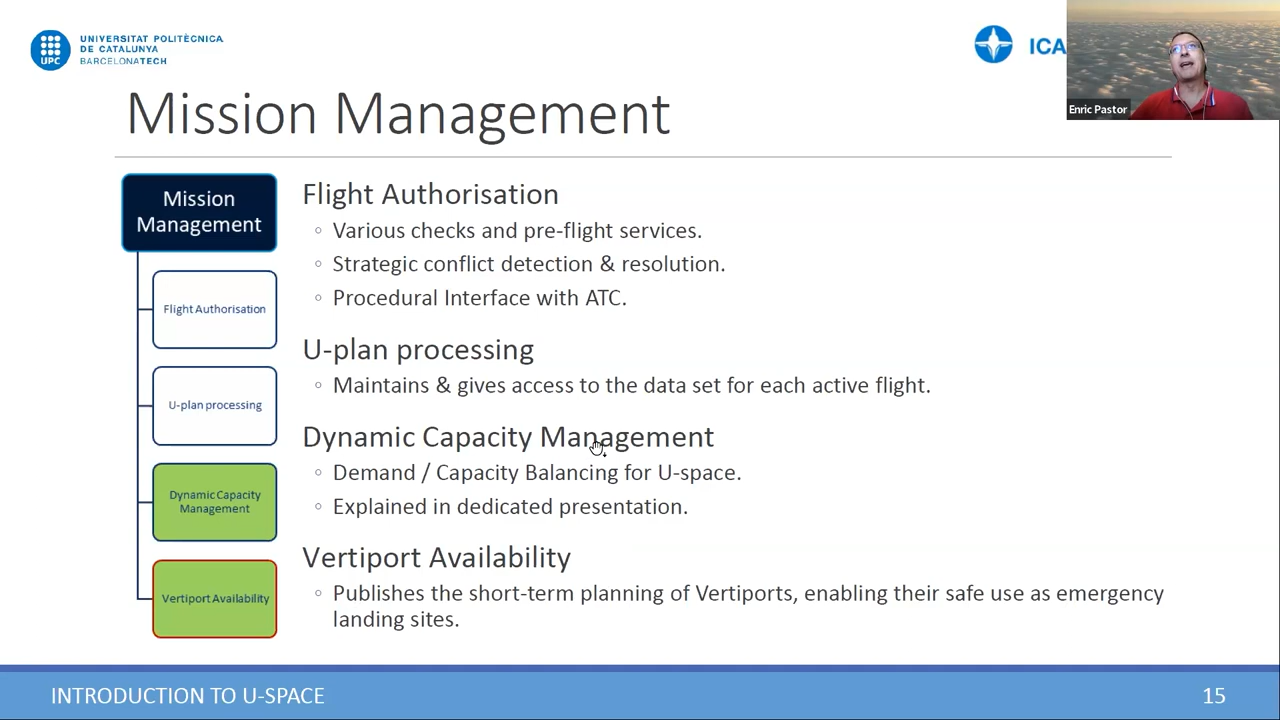 UNIVERSITAT POLITÈCNICA
DE CATALUNYA
BARCELONATECH
UPC
ICA
Enric Pastor
Mission Management
Mission
Management
Flight Authorisation
U-plan processing
Dynamic Capacity
Management
Vertiport Availability
Flight Authorisation
◦ Various checks and pre-flight services.
◦ Strategic conflict detection & resolution.
◦ Procedural Interface with ATC.
U-plan processing
◦ Maintains & gives access to the data set for each active flight.
Dynamic Capacity Management
◦ Demand / Capacity Balancing for U-space.
◦ Explained in dedicated presentation.
Vertiport Availability
◦ Publishes the short-term planning of Vertiports, enabling their safe use as emergency
landing sites.
INTRODUCTION TO U-SPACE
15